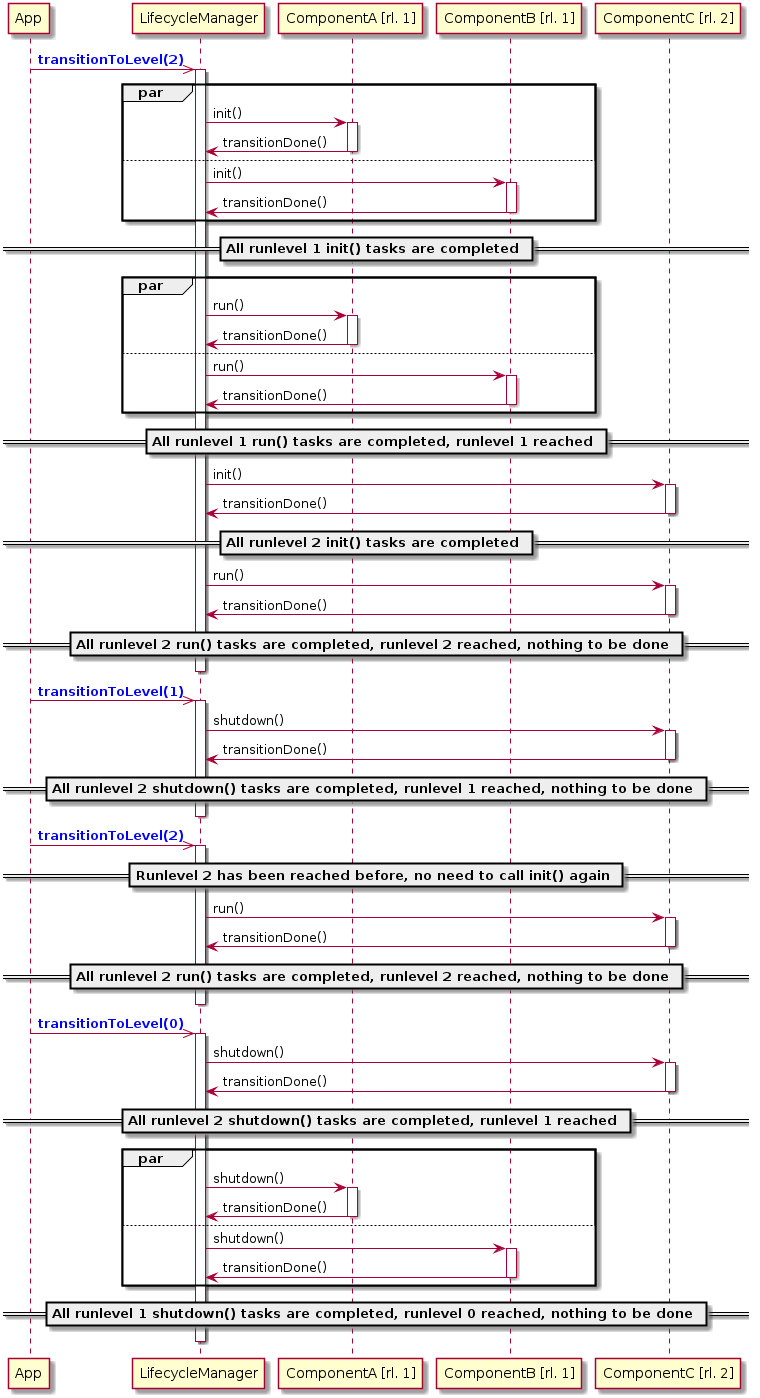 App
LifecycleManager
ComponentA [rl. 1]
ComponentB [rl. 1]
ComponentC [rl. 2]
transitionToLevel(2)
par
init()
transitionDone()
init()
transitionDone()
All runlevel 1 init() tasks are completed
par
run()
transitionDone()
run()
transitionDone()
All runlevel 1 run() tasks are completed, runlevel 1 reached
init()
transitionDone()
All runlevel 2 init() tasks are completed
run()
transitionDone()
All runlevel 2 run() tasks are completed, runlevel 2 reached, nothing to be done
transitionToLevel(1)
shutdown()
transitionDone()
All runlevel 2 shutdown() tasks are completed, runlevel 1 reached, nothing to be done
transitionToLevel(2)
Runlevel 2 has been reached before, no need to call init() again
run()
transitionDone()
All runlevel 2 run() tasks are completed, runlevel 2 reached, nothing to be done
transitionToLevel(0)
shutdown()
transitionDone()
All runlevel 2 shutdown() tasks are completed, runlevel 1 reached
par
shutdown()
transitionDone()
shutdown()
transitionDone()
All runlevel 1 shutdown() tasks are completed, runlevel 0 reached, nothing to be done
App
LifecycleManager
ComponentA [rl. 1]
ComponentB [rl. 1]
ComponentC [rl. 2]